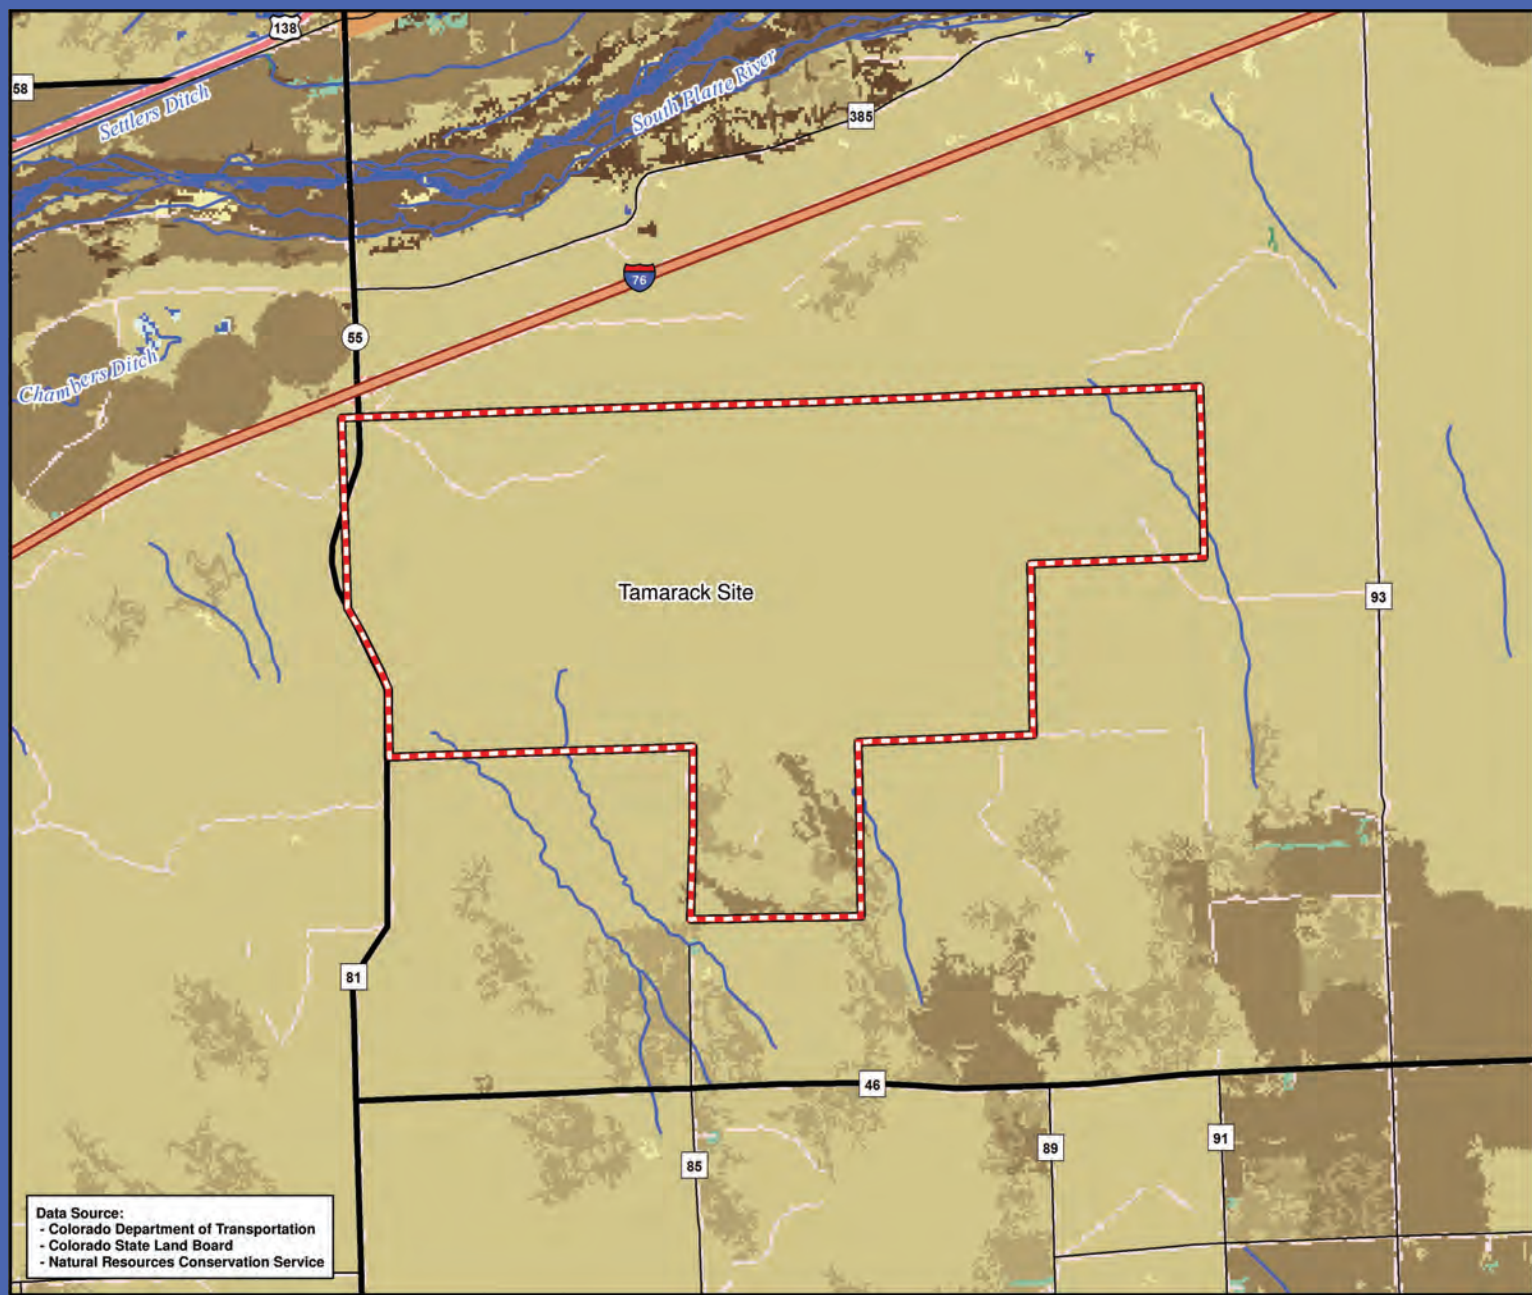 138
58
Settlers Ditch
South Platte River
385
76
55
Chambers Ditch
Tamarack Site
93
81
46
89
91
85
Data Source:
- Colorado Department of Transportation
- Colorado State Land Board
- Natural Resources Conservation Service